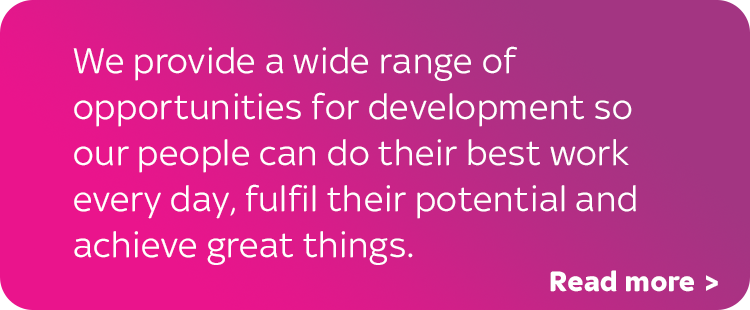 We provide a wide range of
opportunities for development so
our people can do their best work
every day, fulfil their potential and
achieve great things.
Read more >